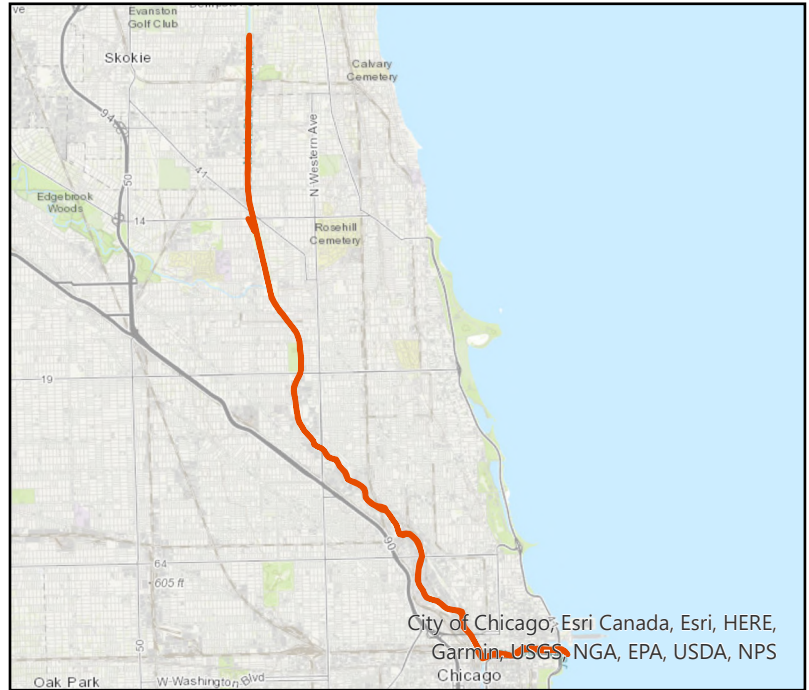 Evanston
Golf Club
Skokie
Calvary
Cemetery
94
N Western Ave
41
50
Edgebrook
Woods
14
Rosehill
Cemetery
19
90
64
605 ft
City of Chicago, Esri Canada, Esri, HERE,
Garmin, USGS, NGA, EPA, USDA, NPS
50
Oak Park
W Washington Blvd
Chicago